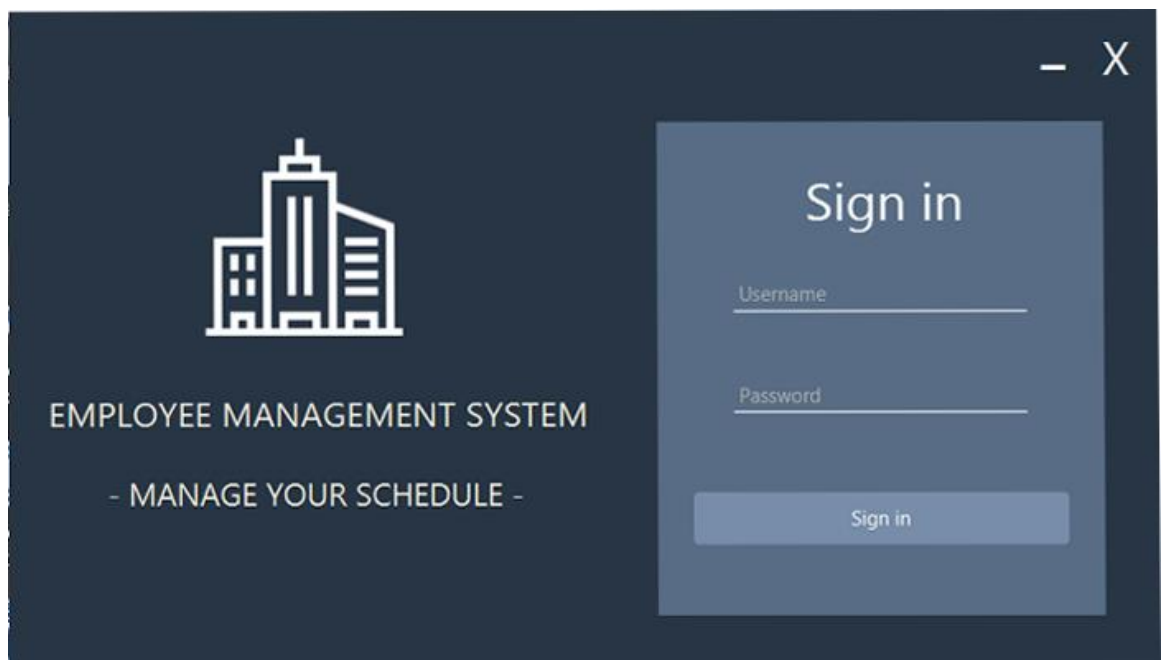 – X
Sign in
Username
Password
Sign in
EMPLOYEE MANAGEMENT SYSTEM
- MANAGE YOUR SCHEDULE -